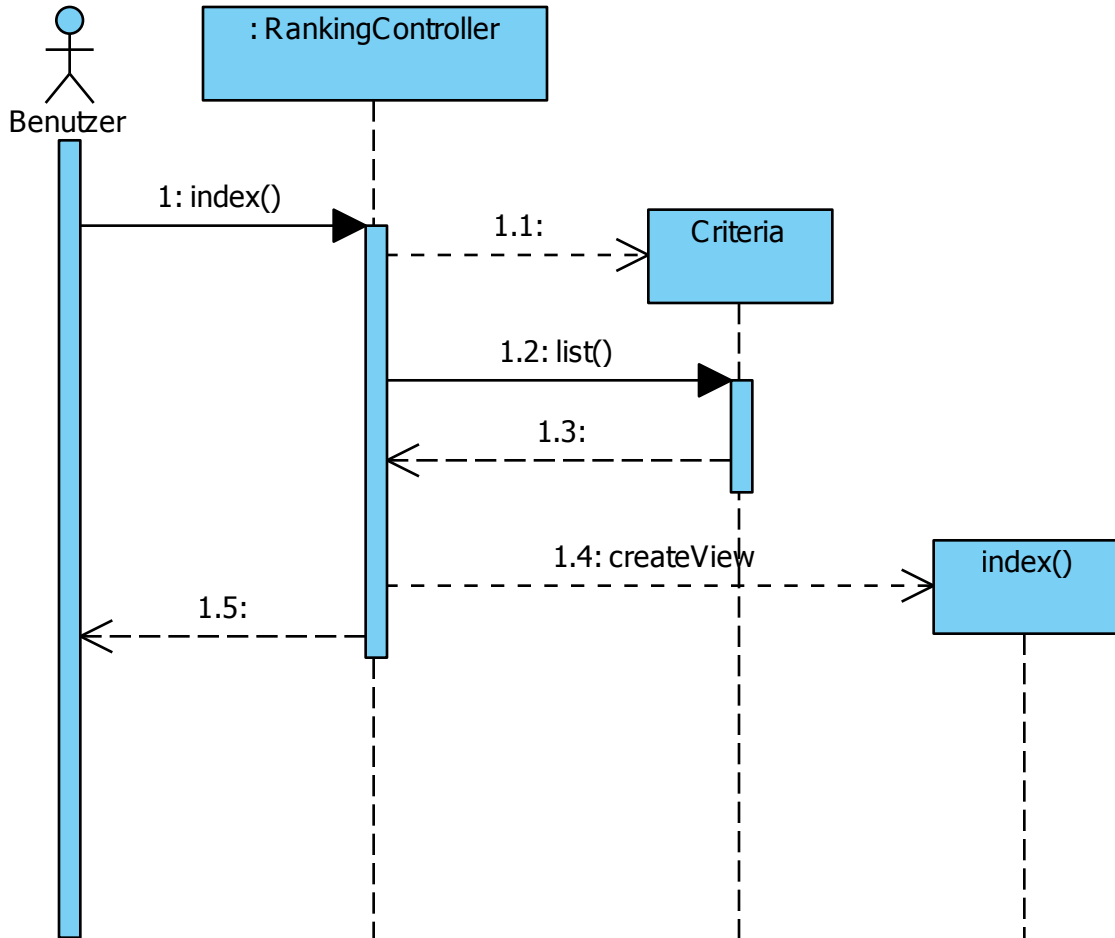 : RankingController
Benutzer
1: index()
1.1:
Criteria
1.2: list()
1.3:
1.4: createView
index()
1.5: